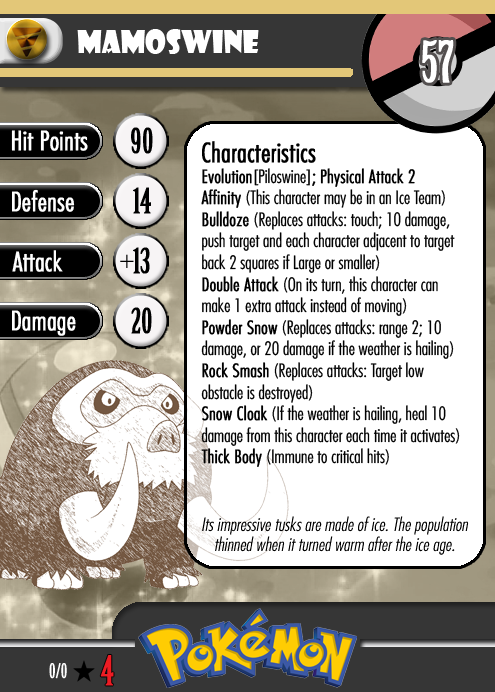 MAMOSWINE
57
Hit Points 90
Defense 14
Attack +13
Damage 20
Characteristics
Evolution[Piloswine]; Physical Attack 2
Affinity (This character may be in an Ice Team)
Bulldoze (Replaces attacks: touch; 10 damage,
push target and each character adjacent to target
back 2 squares if Large or smaller)
Double Attack (On its turn, this character can
make 1 extra attack instead of moving)
Powder Snow (Replaces attacks: range 2; 10
damage, or 20 damage if the weather is hailing)
Rock Smash (Replaces attacks: Target low
obstacle is destroyed)
Snow Cloak (If the weather is hailing, heal 10
damage from this character each time it activates)
Thick Body (Immune to critical hits)
Its impressive tusks are made of ice. The population
thinned when it turned warm after the ice age.
0/0 ★ 4
POKéMON